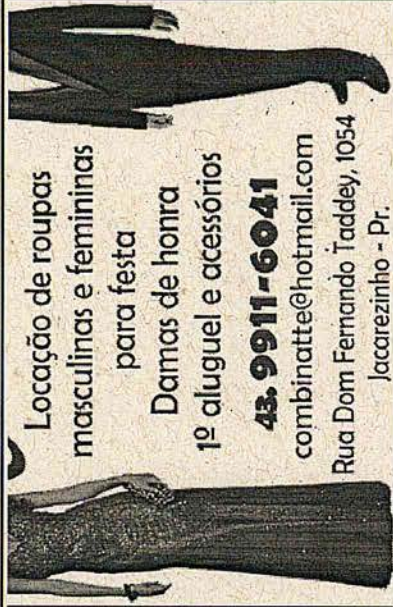 Locação de roupas
masculinas e femininas
para festa
Damas de honra
1º aluguel e acessórios
43. 9911-6041
combinatte@hotmail.com
Rua Dom Fernando Taddey, 1054
Jacarezinho - Pr.